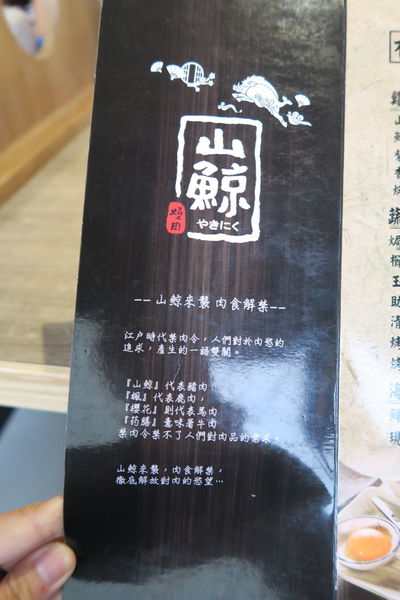 山鯨
やきにく
燒肉
-- 山鯨來襲 肉食解禁--
江戶時代禁肉令，人們對於肉慾的
追求，產生的一語雙關。
『山鯨』代表豬肉
『楓』代表鹿肉，
『櫻花』則代表馬肉
『药膳』意味著牛肉
禁肉令禁不了人們對肉品的需求。
山鯨來襲，肉食解禁，
徹底解放對肉的慾望…